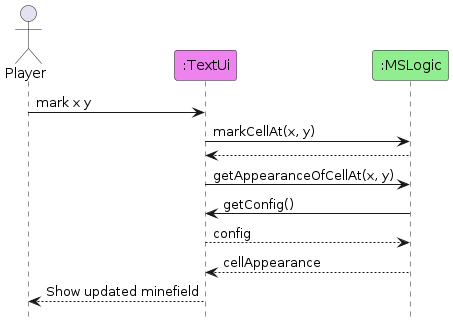 Player
:TextUi
:MSLogic
mark x y
markCellAt(x, y)
getAppearanceOfCellAt(x, y)
getConfig()
config
cellAppearance
Show updated minefield